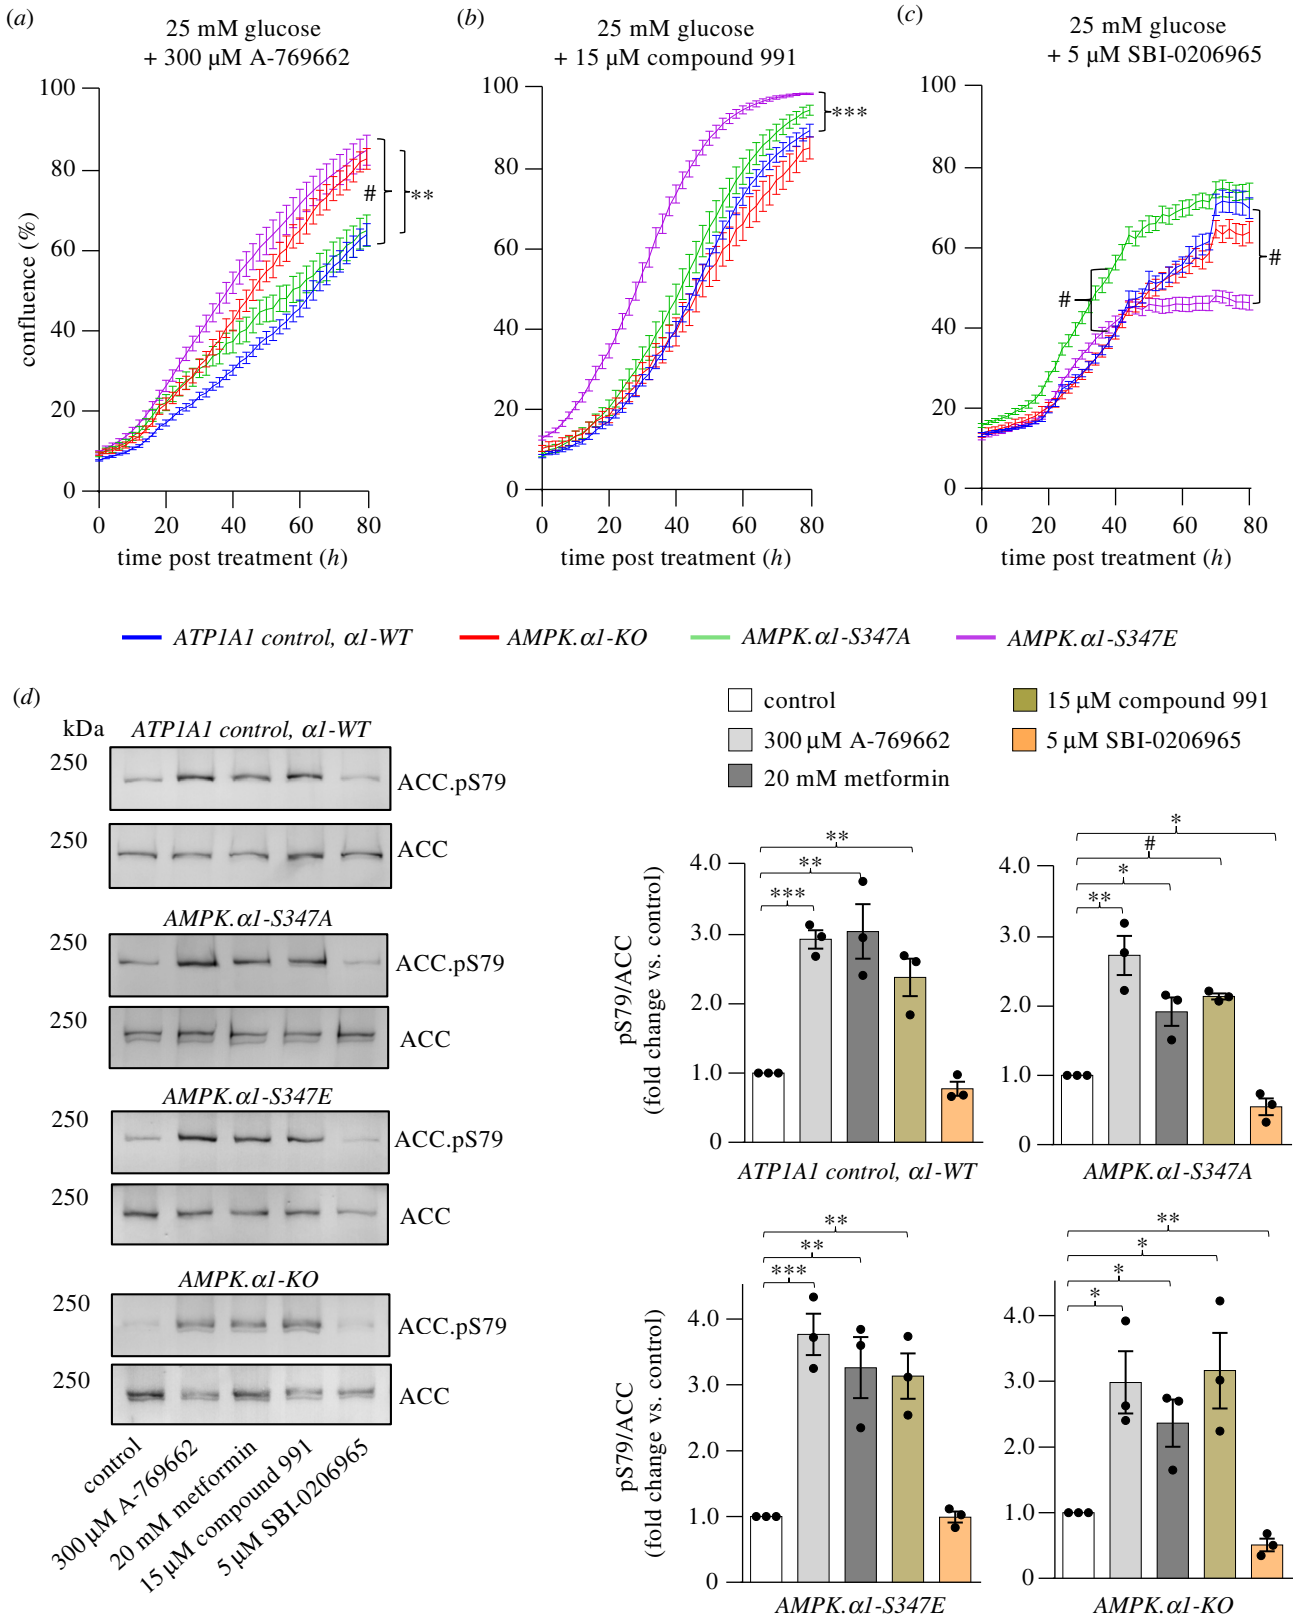 (a)
25 mM glucose
+ 300 µM A-769662
(b)
25 mM glucose
+ 15 µM compound 991
(c)
25 mM glucose
+ 5 µM SBI-0206965
confluence (%)
100
80
60
40
20
0
0 20 40 60 80
time post treatment (h)
#
**
100
80
60
40
20
0
0 20 40 60 80
time post treatment (h)
***
100
80
60
40
20
0
0 20 40 60 80
time post treatment (h)
#
#
ATP1A1 control, α1-WT
AMPK.α1-KO
AMPK.α1-S347A
AMPK.α1-S347E
(d)
kDa
ATP1A1 control, α1-WT
250
ACC.pS79
250
ACC
AMPK.α1-S347A
250
ACC.pS79
250
ACC
AMPK.α1-S347E
250
ACC.pS79
250
ACC
AMPK.α1-KO
250
ACC.pS79
250
ACC
control
300 µM A-769662
20 mM metformin
15 µM compound 991
5 µM SBI-0206965
control
300 µM A-769662
20 mM metformin
15 µM compound 991
5 µM SBI-0206965
pS79/ACC
(fold change vs. control)
4.0
3.0
2.0
1.0
0
**
**
***
ATP1A1 control, α1-WT
4.0
3.0
2.0
1.0
0
*
#
*
**
AMPK.α1-S347A
pS79/ACC
(fold change vs. control)
4.0
3.0
2.0
1.0
0
**
**
***
AMPK.α1-S347E
4.0
3.0
2.0
1.0
0
**
*
*
*
AMPK.α1-KO